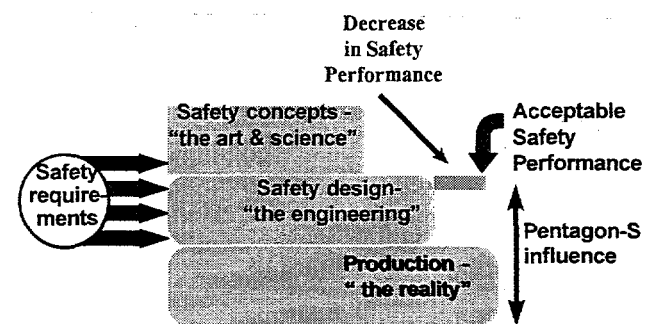 Decrease
in Safety
Performance
Safety concepts -
“the art & science”
Acceptable
Safety
Performance
Safety
require-
ments
Safety design-
“the engineering”
Pentagon-S
influence
Production -
“ the reality”